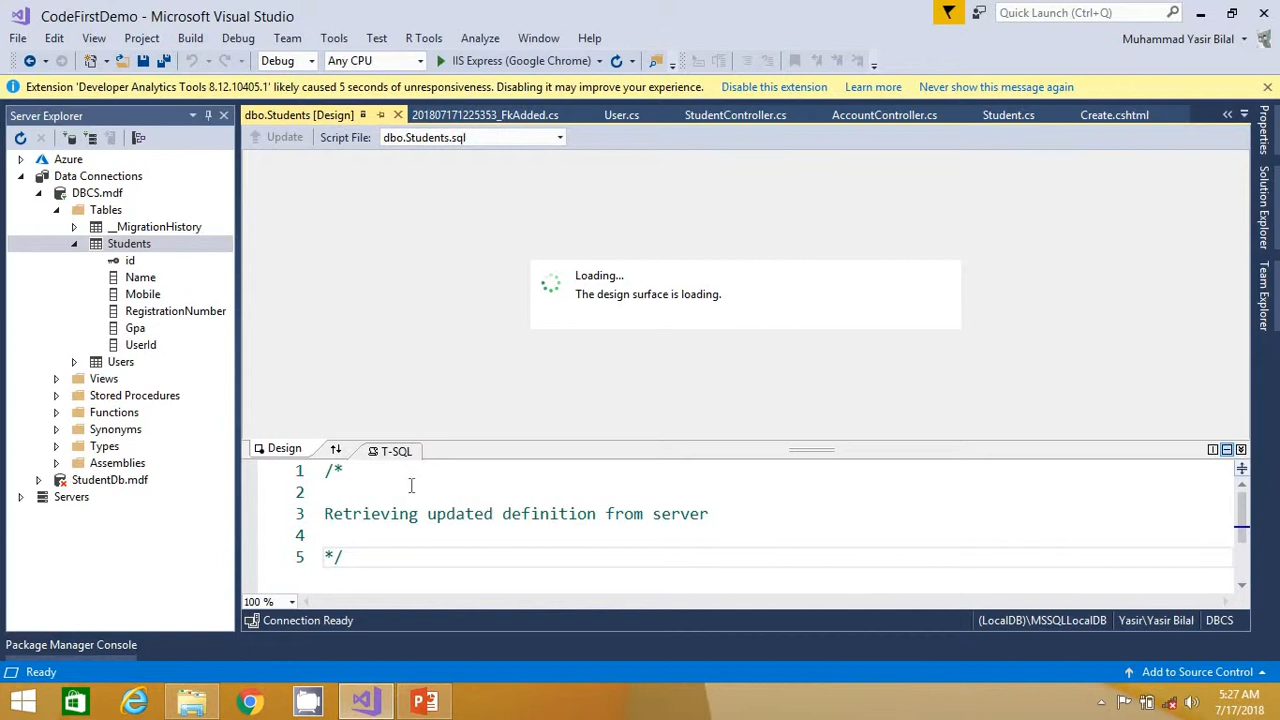 CodeFirstDemo - Microsoft Visual Studio
Quick Launch (Ctrl+Q)
File Edit View Project Build Debug Team Tools Test R Tools Analyze Window Help
Muhammad Yasir Bilal
Debug Any CPU IIS Express (Google Chrome)
Extension 'Developer Analytics Tools 8.12.10405.1' likely caused 5 seconds of unresponsiveness. Disabling it may improve your experience. Disable this extension Learn more Never show this message again
Server Explorer
dbo.Students [Design] 201807171225353_FkAdded.cs User.cs StudentController.cs AccountController.cs Student.cs Create.cshtml
Update Script File: dbo.Students.sql
Azure
Data Connections
DBCS.mdf
Tables
__MigrationHistory
Students
id
Name
Mobile
RegistrationNumber
Gpa
UserId
Users
Views
Stored Procedures
Functions
Synonyms
Types
Assemblies
StudentDb.mdf
Servers
Loading...
The design surface is loading.
Design T-SQL
1 /*
2
3 Retrieving updated definition from server
4
5 */
100 %
Connection Ready (LocalDB)\MSSQLLocalDB Yasir\Yasir Bilal DBCS
Properties
Solution Explorer
Team Explorer
Package Manager Console
Ready Add to Source Control
5:27 AM
7/17/2018